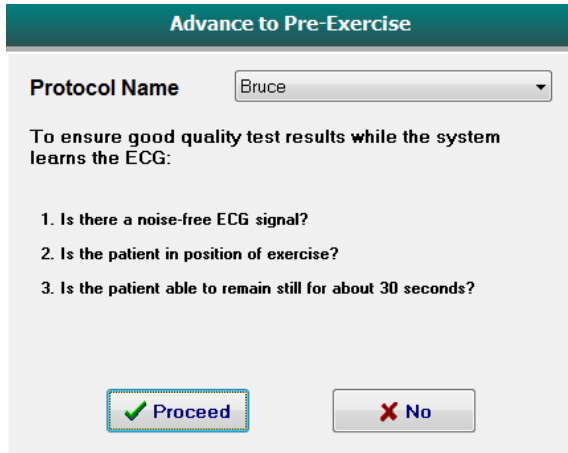 Advance to Pre-Exercise
Protocol Name
Bruce
To ensure good quality test results while the system
learns the ECG:
1. Is there a noise-free ECG signal?
2. Is the patient in position of exercise?
3. Is the patient able to remain still for about 30 seconds?
Proceed
No